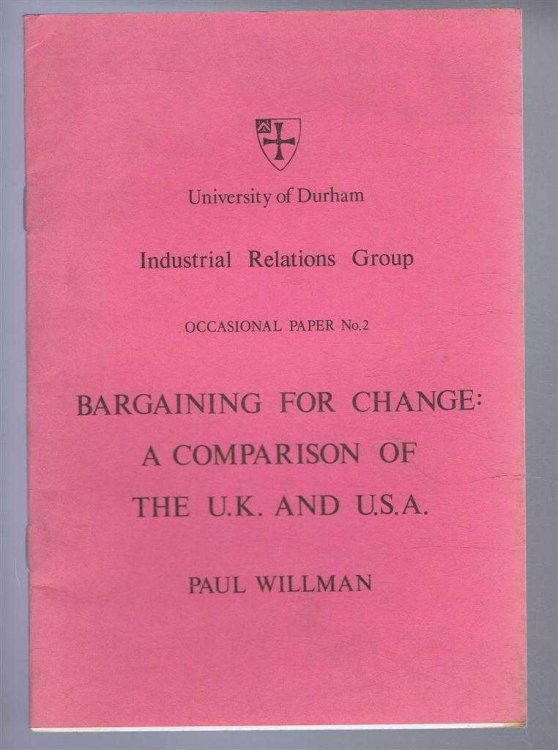 University of Durham
Industrial Relations Group
OCCASIONAL PAPER No.2
BARGAINING FOR CHANGE:
A COMPARISON OF
THE U.K. AND U.S.A.
PAUL WILLMAN